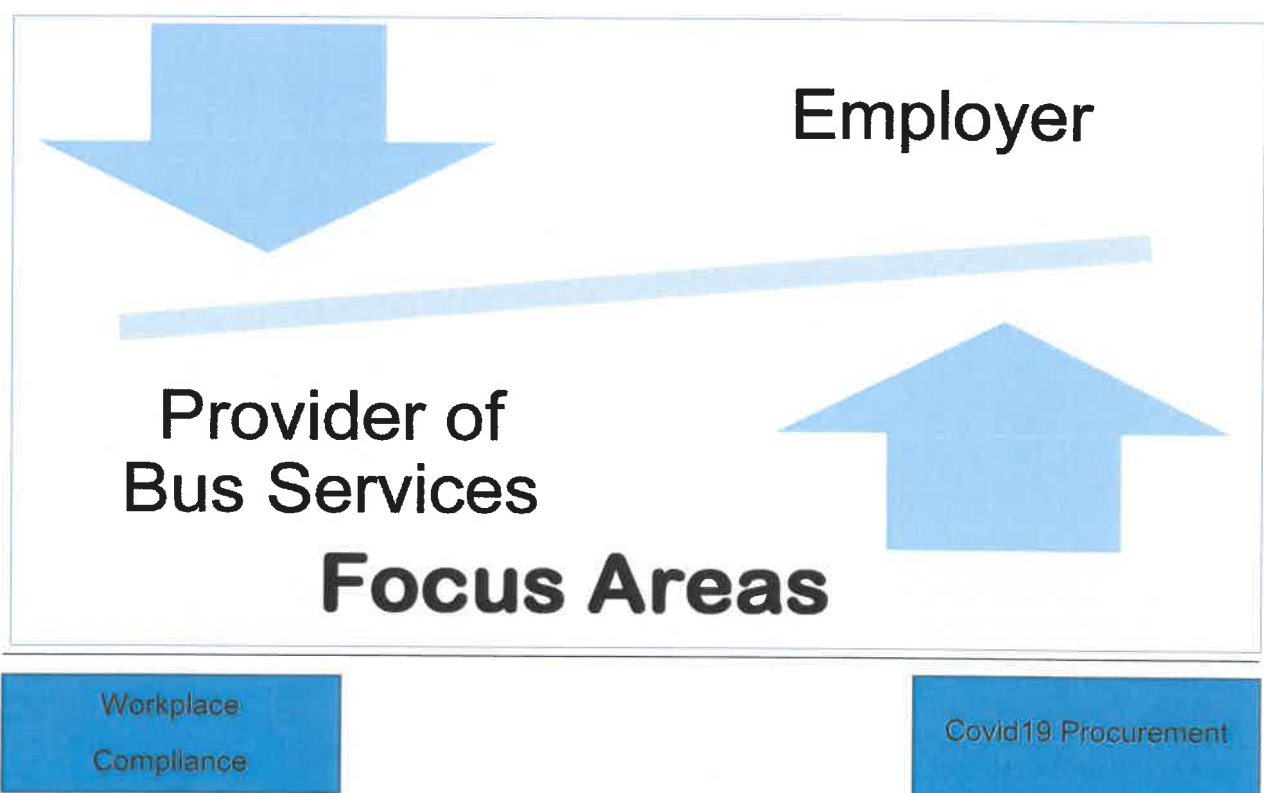 Employer
Provider of
Bus Services
Focus Areas
Workplace
Compliance
Covid19 Procurement